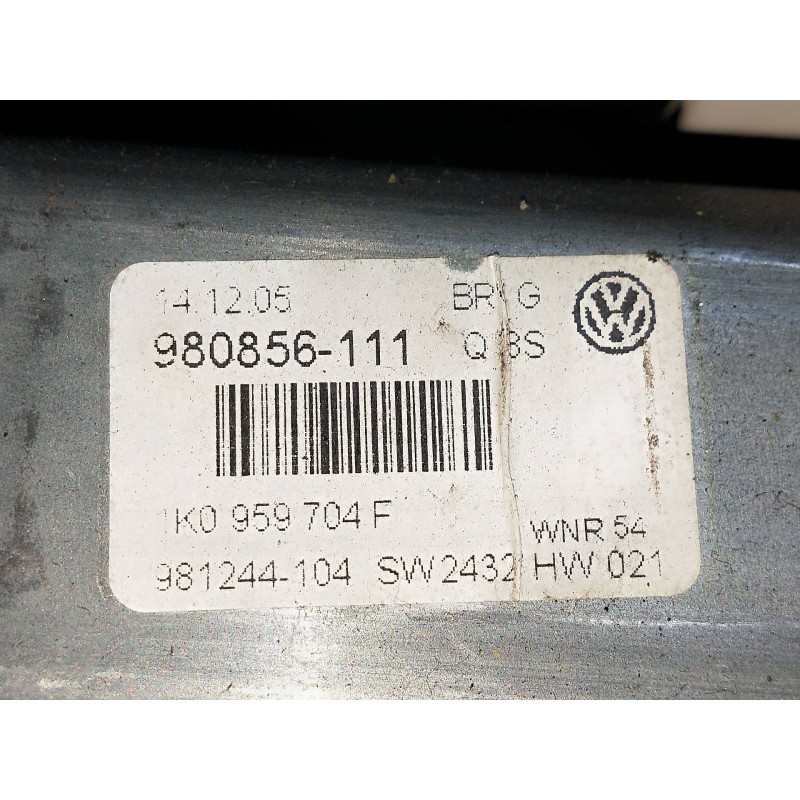 14.12.05
980856-111
1K0 959 704 F
WNR 54
981244-104 SW2432 HW 021